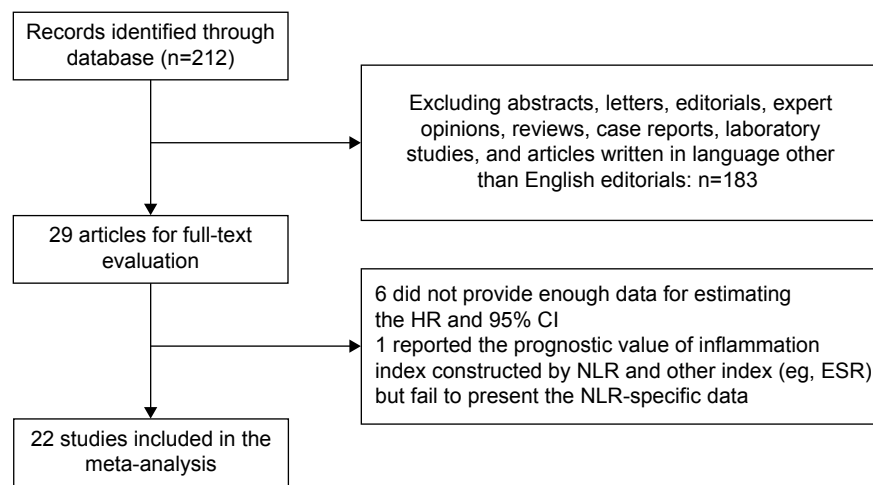 Records identified through
database (n=212)
Excluding abstracts, letters, editorials, expert
opinions, reviews, case reports, laboratory
studies, and articles written in language other
than English editorials: n=183
29 articles for full-text
evaluation
6 did not provide enough data for estimating
the HR and 95% CI
1 reported the prognostic value of inflammation
index constructed by NLR and other index (eg, ESR)
but fail to present the NLR-specific data
22 studies included in the
meta-analysis